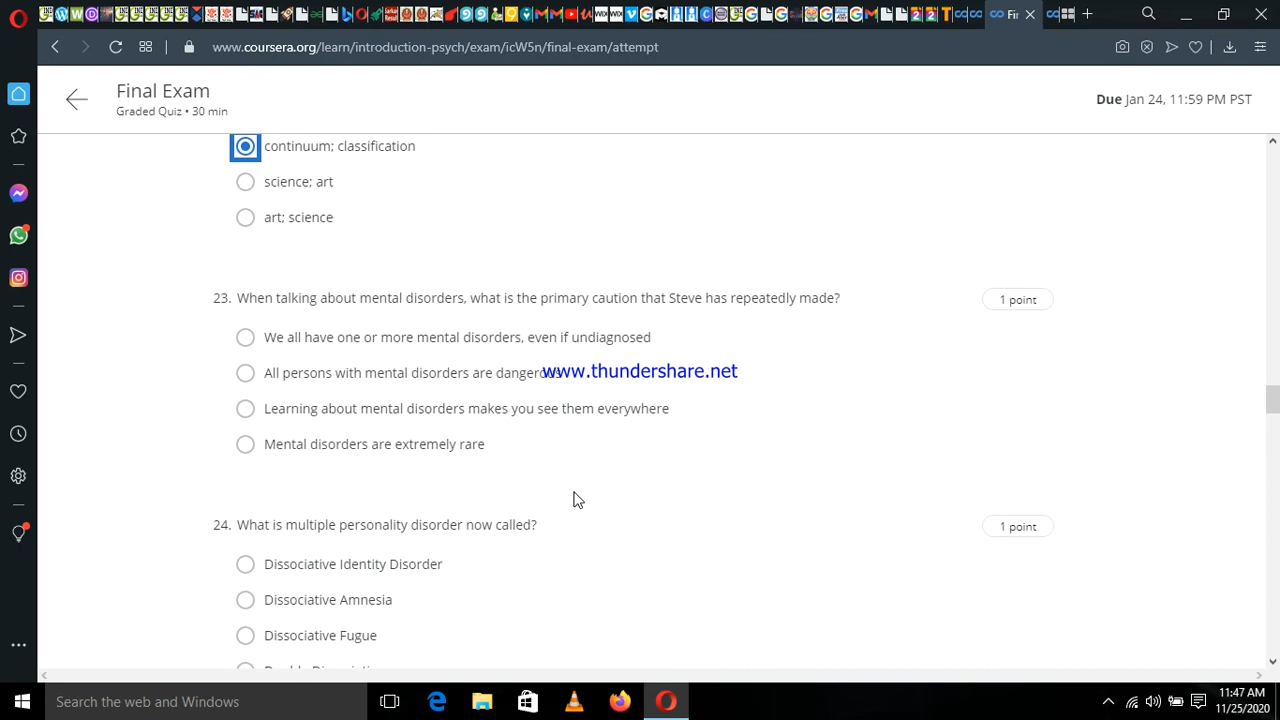 www.coursera.org/learn/introduction-psych/exam/icW5n/final-exam/attempt
Final Exam
Graded Quiz • 30 min
Due Jan 24, 11:59 PM PST
continuum; classification
science; art
art; science
23. When talking about mental disorders, what is the primary caution that Steve has repeatedly made?
1 point
We all have one or more mental disorders, even if undiagnosed
All persons with mental disorders are dangerous
www.thundershare.net
Learning about mental disorders makes you see them everywhere
Mental disorders are extremely rare
24. What is multiple personality disorder now called?
1 point
Dissociative Identity Disorder
Dissociative Amnesia
Dissociative Fugue
Search the web and Windows
11:47 AM
11/25/2020